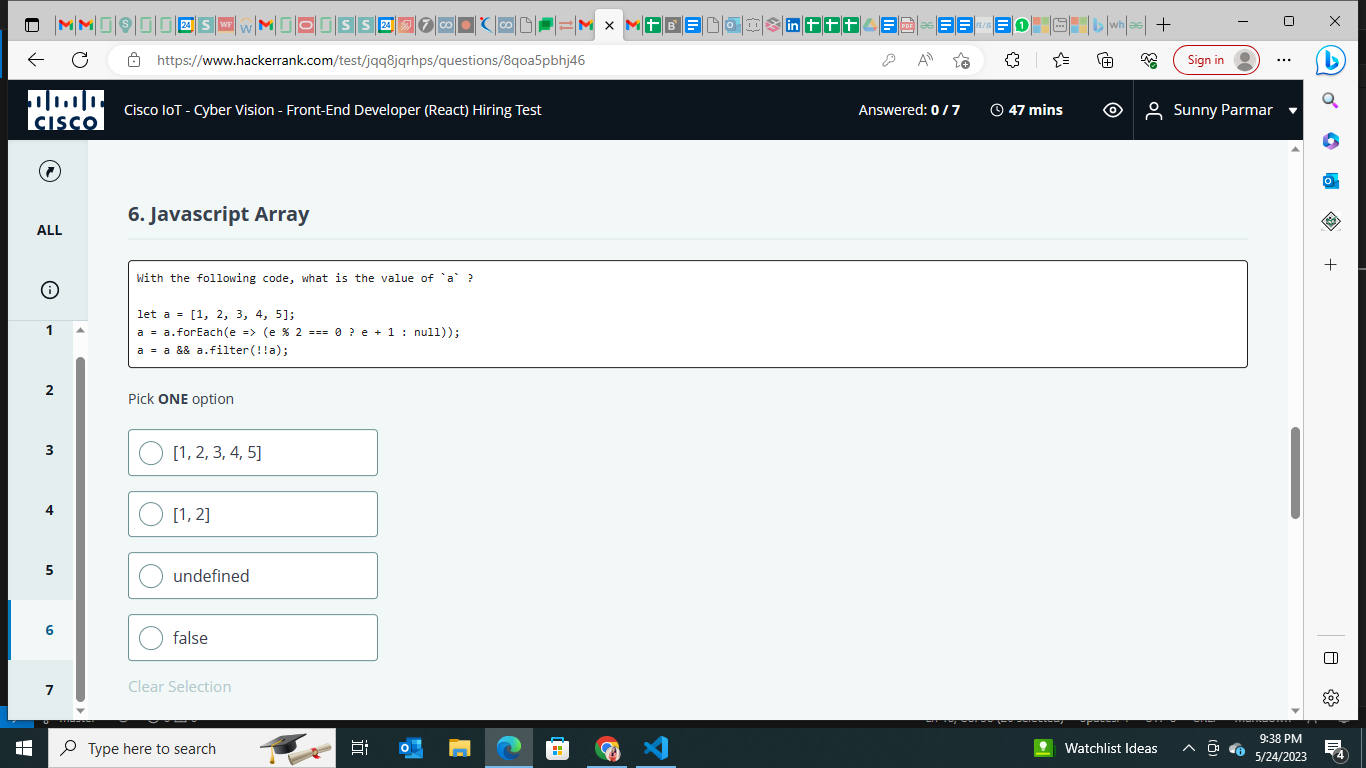 Sign in
https://www.hackerrank.com/test/jqq8jqrhps/questions/8qoa5pbhj46
CISCO
Cisco IoT - Cyber Vision - Front-End Developer (React) Hiring Test
Answered: 0 / 7
47 mins
Sunny Parmar
ALL
1
2
3
4
5
6
7
6. Javascript Array
With the following code, what is the value of `a` ?
let a = [1, 2, 3, 4, 5];
a = a.forEach(e => (e % 2 === 0 ? e + 1 : null));
a = a && a.filter(!!a);
Pick ONE option
[1, 2, 3, 4, 5]
[1, 2]
undefined
false
Clear Selection
Type here to search
Watchlist Ideas
9:38 PM
5/24/2023
4